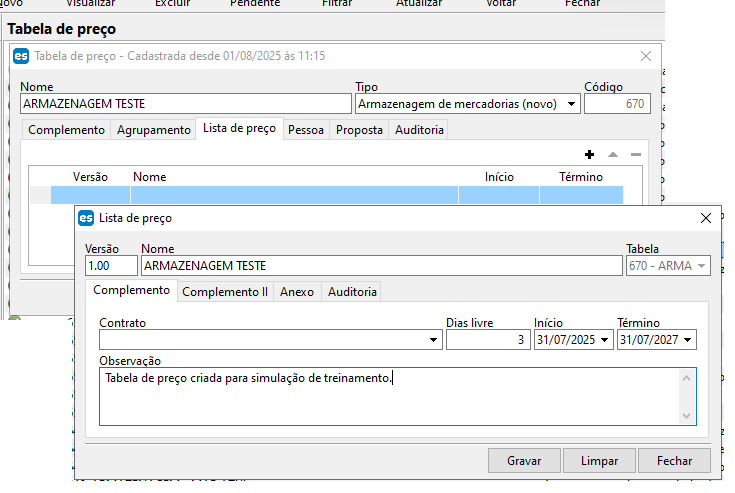 Visualizar Excluir Pendente Filtrar Atualizar Voltar Fechar
Tabela de preço
es Tabela de preço - Cadastrada desde 01/08/2025 às 11:15
Nome Tipo Código
ARMAZENAGEM TESTE Armazenagem de mercadorias (novo) 670
Complemento Agrupamento Lista de preço Pessoa Proposta Auditoria
Versão Nome Início Término
es Lista de preço
Versão Nome Tabela
1.00 ARMAZENAGEM TESTE 670 - ARMA
Complemento Complemento II Anexo Auditoria
Contrato Dias livre Início Término
3 31/07/2025 31/07/2027
Observação
Tabela de preço criada para simulação de treinamento.
Gravar Limpar Fechar